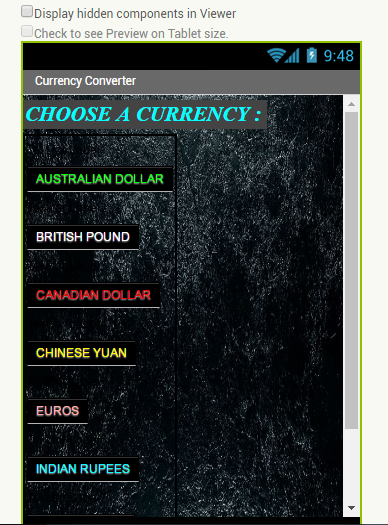 Display hidden components in Viewer
Check to see Preview on Tablet size.
9:48
Currency Converter
CHOOSE A CURRENCY :
AUSTRALIAN DOLLAR
BRITISH POUND
CANADIAN DOLLAR
CHINESE YUAN
EUROS
INDIAN RUPEES